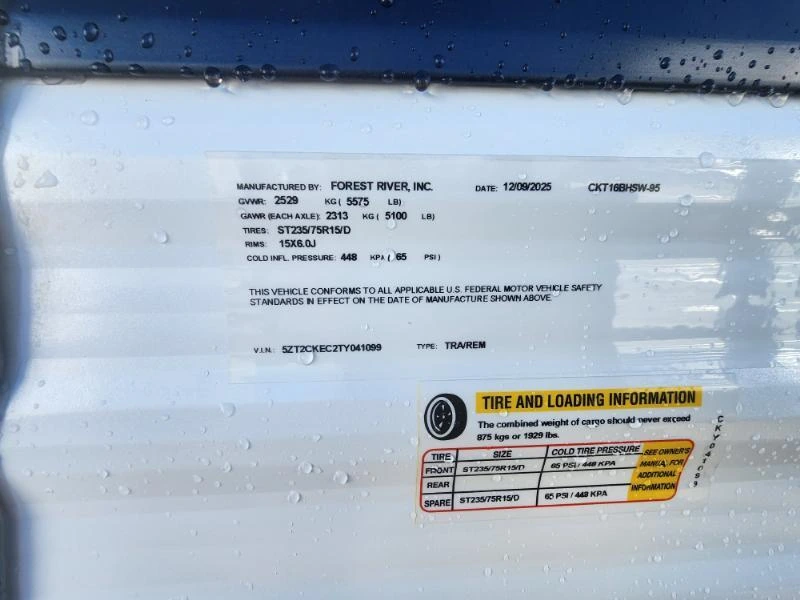 MANUFACTURED BY: FOREST RIVER, INC. DATE: 12/09/2025 CKT16BHSW-95
GVWR: 2529 KG ( 5575 LB)
GAWR (EACH AXLE): 2313 KG ( 5100 LB)
TIRES: ST235/75R15/D
RIMS: 15X6.0J
COLD INFL. PRESSURE: 448 KPA ( 65 PSI)
THIS VEHICLE CONFORMS TO ALL APPLICABLE U.S. FEDERAL MOTOR VEHICLE SAFETY
STANDARDS IN EFFECT ON THE DATE OF MANUFACTURE SHOWN ABOVE
V.I.N.: 5ZT2CKEC2TY041099 TYPE: TRA/REM
TIRE AND LOADING INFORMATION
The combined weight of cargo should never exceed
875 kgs or 1929 lbs.
TIRE SIZE COLD TIRE PRESSURE SEE OWNER'S
FRONT ST235/75R15/D 65 PSI / 448 KPA MANUAL FOR
REAR ADDITIONAL
SPARE ST235/75R15/D 65 PSI / 448 KPA INFORMATION